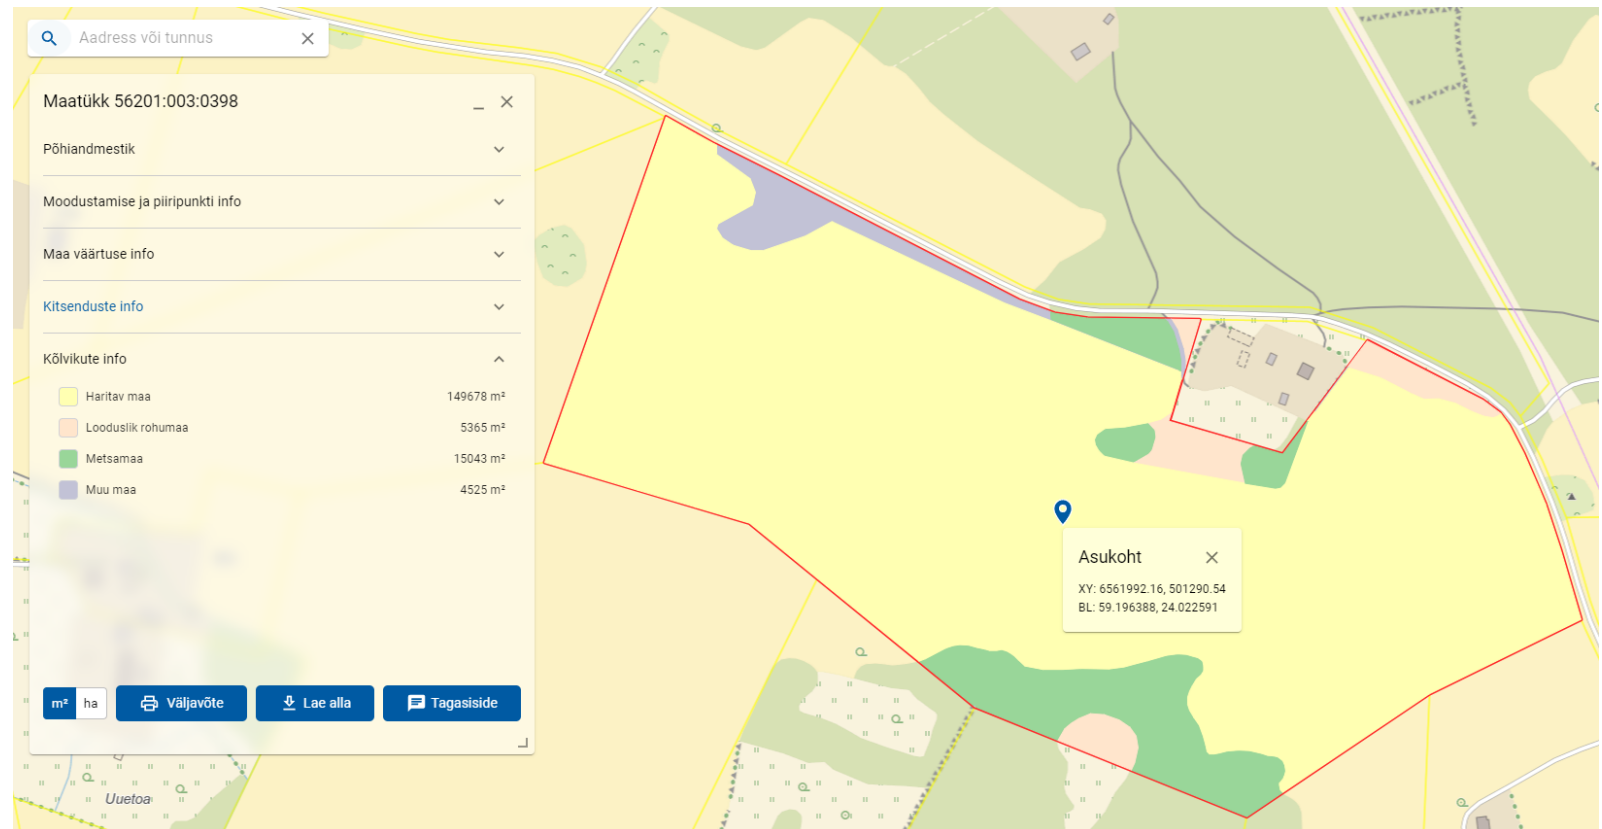 Aadress või tunnus
Maatükk 56201:003:0398
Põhiandmestik
Moodustamise ja piiripunkti info
Maa väärtuse info
Kitsenduste info
Kõlvikute info
Haritav maa 149678 m²
Looduslik rohumaa 5365 m²
Metsamaa 15043 m²
Muu maa 4525 m²
Asukoht
XY: 6561992.16, 501290.54
BL: 59.196388, 24.022591
m² ha Väljavõte Lae alla Tagasiside
Uuetoa